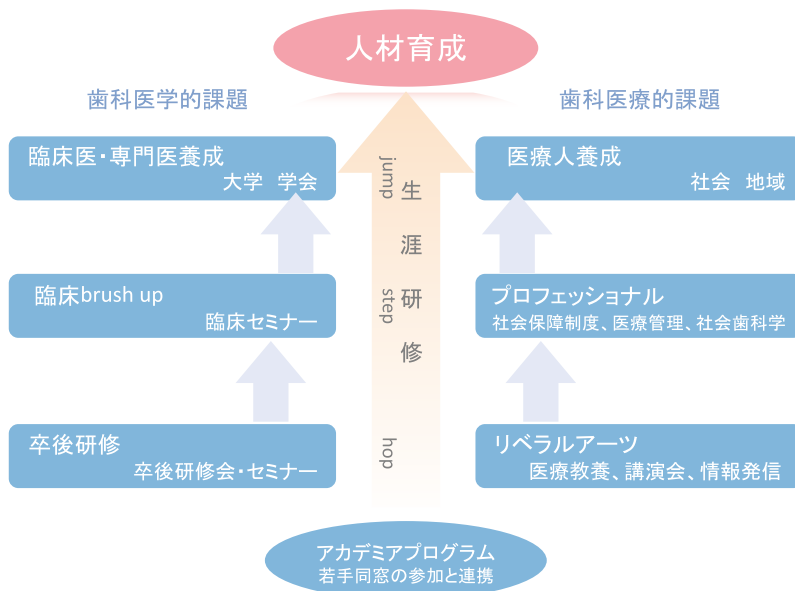 人材育成
歯科医学的課題
歯科医療的課題
臨床医・専門医養成
大学 学会
医療人養成
社会 地域
jump
生涯研修
step
hop
臨床brush up
臨床セミナー
プロフェッショナル
社会保障制度、医療管理、社会歯科学
卒後研修
卒後研修会・セミナー
リベラルアーツ
医療教養、講演会、情報発信
アカデミアプログラム
若手同窓の参加と連携